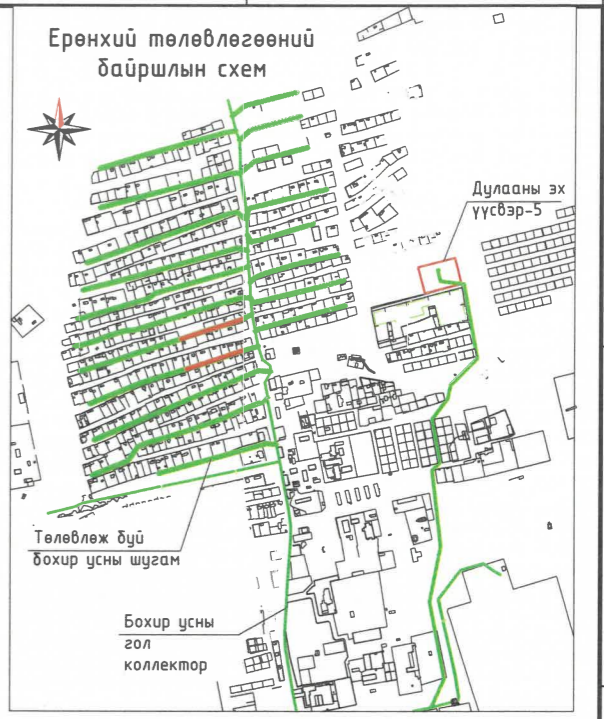 Ерөнхий төлөвлөгөөний
байршлын схем
Дулааны эх
үүсвэр-5
Төлөвлөж буй
бохир усны шугам
Бохир усны
гол
коллектор